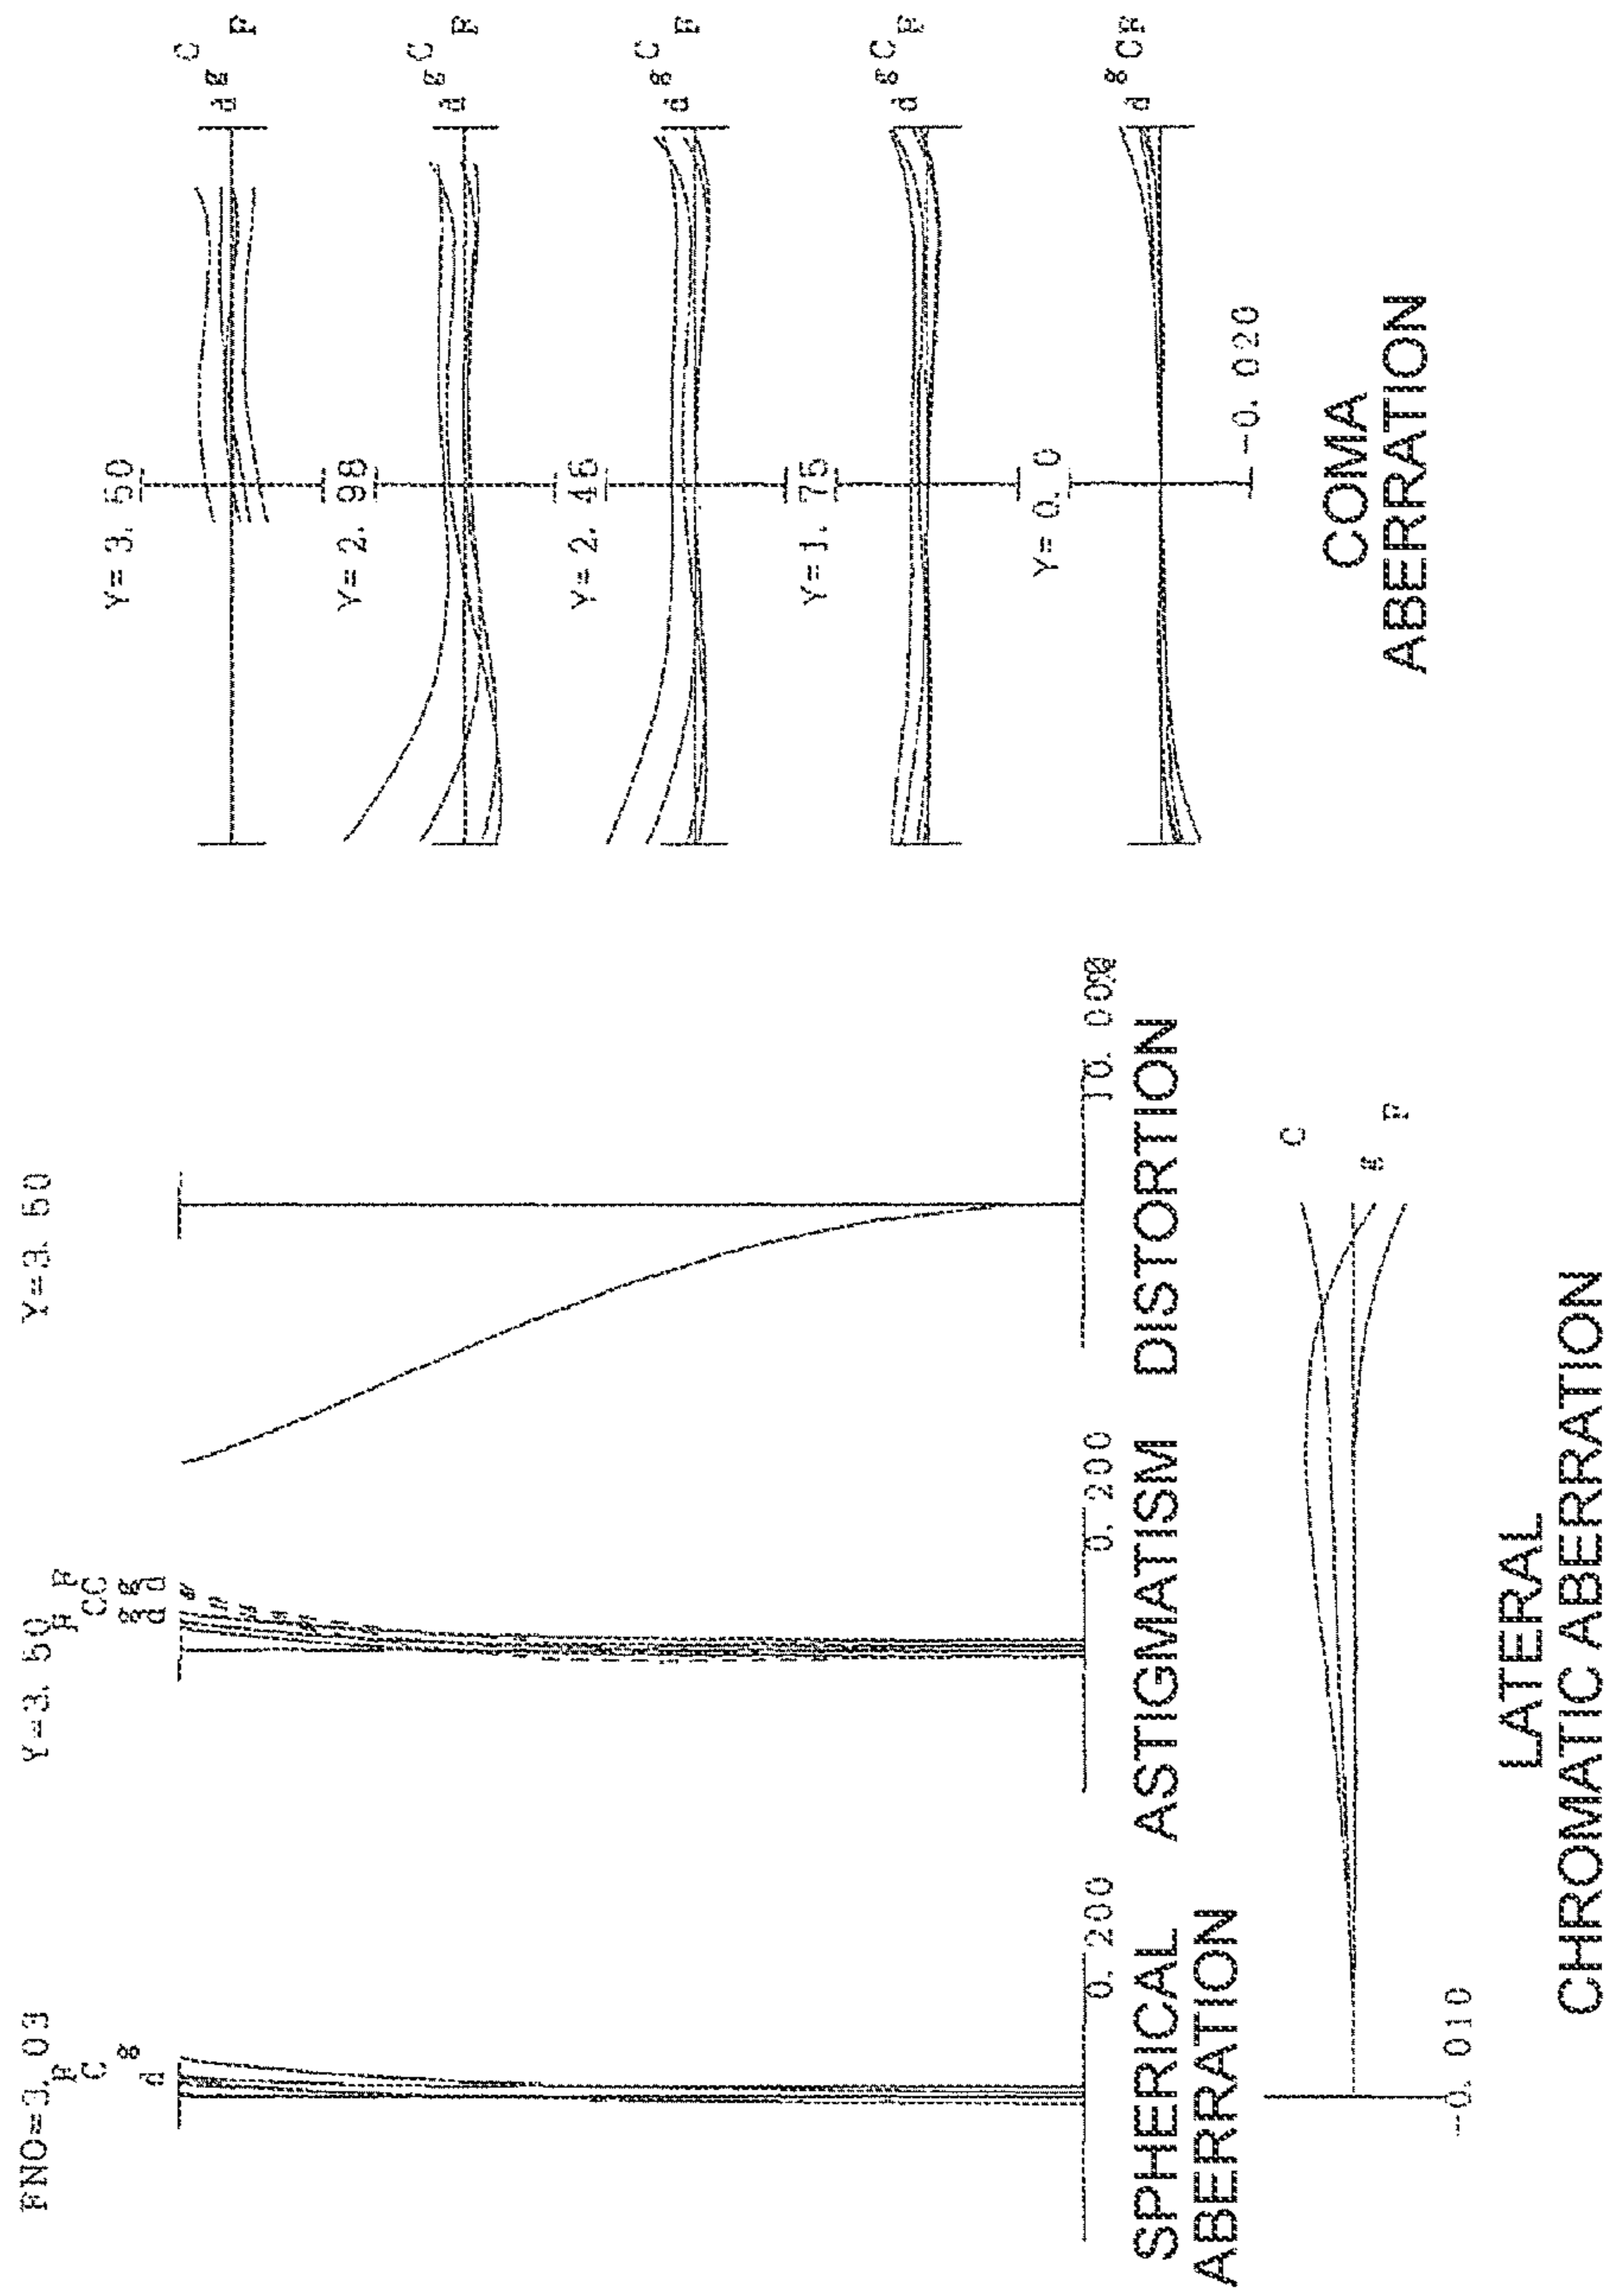 FNO=3.03
F
C
g
d
0.200
SPHERICAL
ABERRATION
Y=3.50
F F
CC
g g
d d
0.200
ASTIGMATISM
Y=3.50
10.00%
DISTORTION
C
g
F
-0.010
LATERAL
CHROMATIC ABERRATION
Y=3.50
C
d g
F
Y=2.98
C
d g
F
Y=2.46
C
d g
F
Y=1.75
g C
d F
Y=0.0
g C F
d
-0.020
COMA
ABERRATION